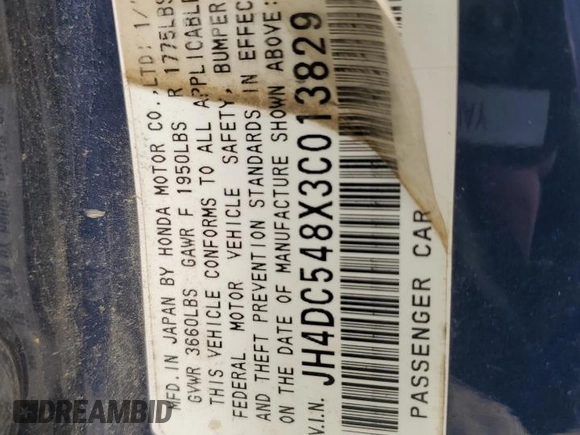 MFD. IN JAPAN BY HONDA MOTOR CO.,LTD: 1/
GVWR 3660LBS GAWR F 1950LBS R 1775LBS
THIS VEHICLE CONFORMS TO ALL APPLICABLE
FEDERAL MOTOR VEHICLE SAFETY, BUMPER
AND THEFT PREVENTION STANDARDS IN EFFECT
ON THE DATE OF MANUFACTURE SHOWN ABOVE.
V.I.N. JH4DC548X3C013829
PASSENGER CAR
DREAMBID